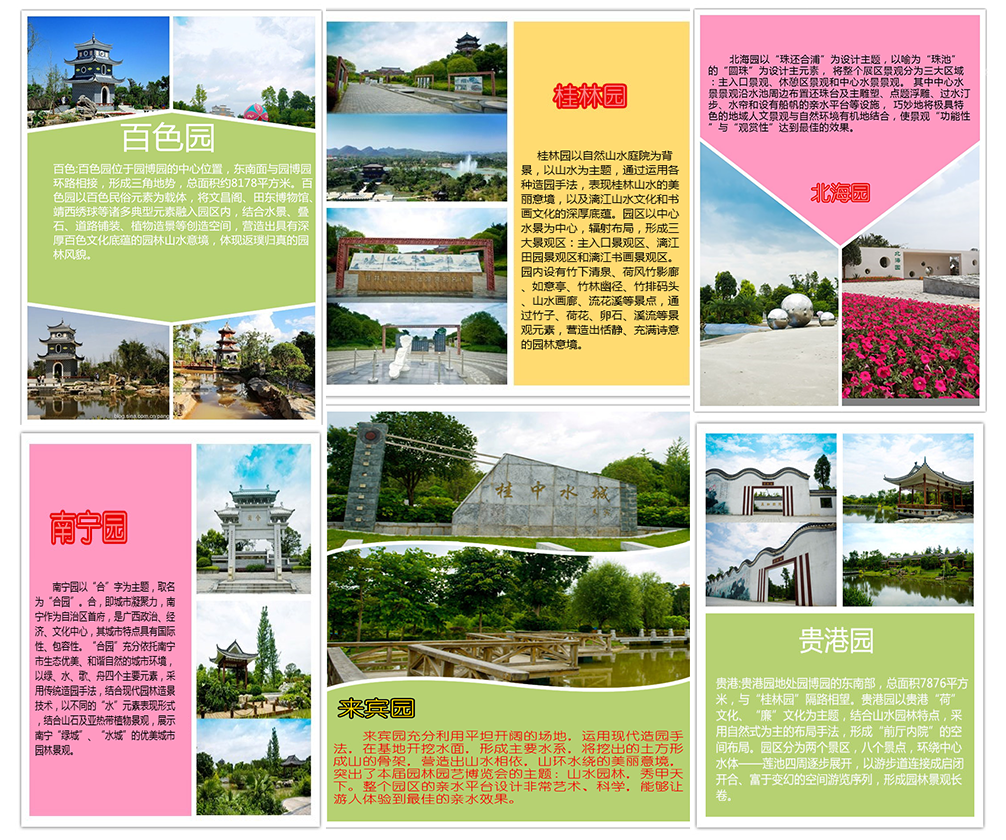 百色园
百色:百色园位于园博园的中心位置，东南面与园博园
环路相接，形成三角地势，总面积约8178平方米。百
色园以百色民俗元素为载体，将文昌阁、田东博物馆、
靖西绣球等诸多典型元素融入园区内，结合水景、叠
石、道路铺装、植物造景等创造空间，营造出具有深
厚百色文化底蕴的园林山水意境，体现返璞归真的园
林风貌。
桂林园
桂林园以自然山水庭院为背
景，以山水为主题，通过运用各
种造园手法，表现桂林山水的美
丽意境，以及漓江山水文化和书
画文化的深厚底蕴。园区以中心
水景为中心，辐射布局，形成三
大景观区：主入口景观区、漓江
田园景观区和漓江书画景观区。
园内设有竹下清泉、荷风竹影廊
、如意亭、竹林幽径、竹排码头
、山水画廊、流花溪等景点，通
过竹子、荷花、卵石、溪流等景
观元素，营造出恬静、充满诗意
的园林意境。
北海园以“珠还合浦”为设计主题，以喻为“珠池”
的“圆珠”为设计主元素，将整个展区景观分为三大区域
：主入口景观、休憩区景观和中心水景景观。其中中心水
景景观沿水池周边布置还珠台及主雕塑、点题浮雕、过水汀
步、水帘和设有船帆的亲水平台等设施，巧妙地将极具特
色的地域人文景观与自然环境有机地结合，使景观“功能性
”与“观赏性”达到最佳的效果。
北海园
北海园
南宁园
南宁园以“合”字为主题，取名
为“合园”。合，即城市凝聚力，南
宁作为自治区首府，是广西政治、经
济、文化中心，其城市特点具有国际
性、包容性。“合园”充分依托南宁
市生态优美、和谐自然的城市环境，
以绿、水、歌、舟四个主要元素，采
用传统造园手法，结合现代园林造景
技术，以不同的“水”元素表现形式
，结合山石及亚热带植物景观，展示
南宁“绿城”、“水城”的优美城市
园林景观。
桂中水城
来宾园
来宾园充分利用平坦开阔的场地，运用现代造园手
法，在基地开挖水面，形成主要水系，将挖出的土方形
成山的骨架，营造出山水相依，山环水绕的美丽意境，
突出了本届园林园艺博览会的主题：山水园林，秀甲天
下。整个园区的亲水平台设计非常艺术、科学，能够让
游人体验到最佳的亲水效果。
贵港园
贵港:贵港园地处园博园的东南部，总面积7876平方
米，与“桂林园”隔路相望。贵港园以贵港“荷”
文化、“廉”文化为主题，结合山水园林特点，采
用自然式为主的布局手法，形成“前厅内院”的空
间布局。园区分为两个景区，八个景点，环绕中心
水体——莲池四周逐步展开，以游步道连接成启闭
开合、富于变幻的空间游览序列，形成园林景观长
卷。